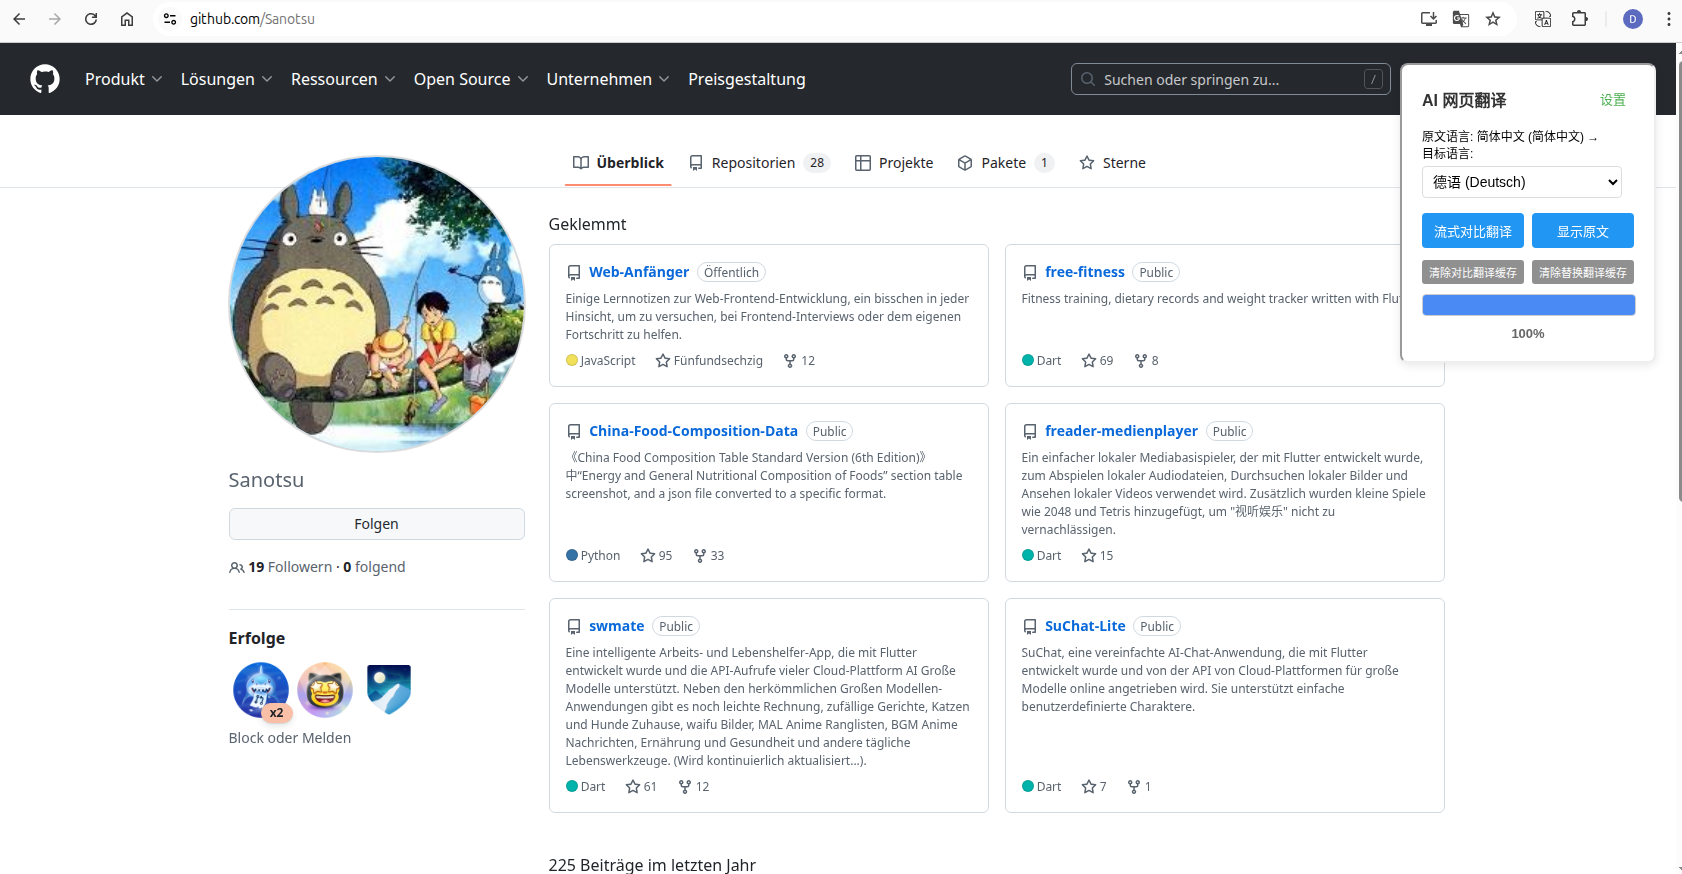 github.com/Sanotsu
D
Produkt
Lösungen
Ressourcen
Open Source
Unternehmen
Preisgestaltung
Suchen oder springen zu...
/
AI 网页翻译
设置
原文语言: 简体中文 (简体中文) →
目标语言:
德语 (Deutsch)
流式对比翻译
显示原文
清除对比翻译缓存
清除替换翻译缓存
100%
Überblick
Repositorien 28
Projekte
Pakete 1
Sterne
Sanotsu
Folgen
19 Followern · 0 folgend
Erfolge
x2
Block oder Melden
Geklemmt
Web-Anfänger Öffentlich
Einige Lernnotizen zur Web-Frontend-Entwicklung, ein bisschen in jeder
Hinsicht, um zu versuchen, bei Frontend-Interviews oder dem eigenen
Fortschritt zu helfen.
JavaScript Fünfundsechzig 12
free-fitness Public
Fitness training, dietary records and weight tracker written with Flu
Dart 69 8
China-Food-Composition-Data Public
《China Food Composition Table Standard Version (6th Edition)》
中“Energy and General Nutritional Composition of Foods” section table
screenshot, and a json file converted to a specific format.
Python 95 33
freader-medienplayer Public
Ein einfacher lokaler Mediabasispieler, der mit Flutter entwickelt wurde,
zum Abspielen lokaler Audiodateien, Durchsuchen lokaler Bilder und
Ansehen lokaler Videos verwendet wird. Zusätzlich wurden kleine Spiele
wie 2048 und Tetris hinzugefügt, um "视听娱乐" nicht zu
vernachlässigen.
Dart 15
swmate Public
Eine intelligente Arbeits- und Lebenshelfer-App, die mit Flutter
entwickelt wurde und die API-Aufrufe vieler Cloud-Plattform AI Große
Modelle unterstützt. Neben den herkömmlichen Großen Modellen-
Anwendungen gibt es noch leichte Rechnung, zufällige Gerichte, Katzen
und Hunde Zuhause, waifu Bilder, MAL Anime Ranglisten, BGM Anime
Nachrichten, Ernährung und Gesundheit und andere tägliche
Lebenswerkzeuge. (Wird kontinuierlich aktualisiert...).
Dart 61 12
SuChat-Lite Public
SuChat, eine vereinfachte AI-Chat-Anwendung, die mit Flutter
entwickelt wurde und von der API von Cloud-Plattformen für große
Modelle online angetrieben wird. Sie unterstützt einfache
benutzerdefinierte Charaktere.
Dart 7 1
225 Beiträge im letzten Jahr